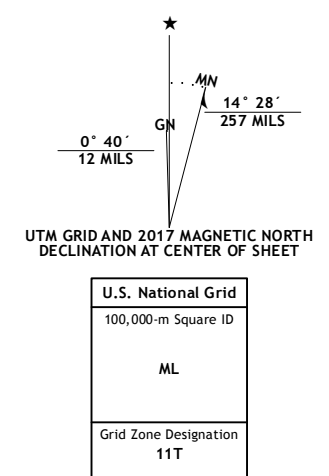 MN
GN
14° 28´
257 MILS
0° 40´
12 MILS
UTM GRID AND 2017 MAGNETIC NORTH
DECLINATION AT CENTER OF SHEET
U.S. National Grid
100,000-m Square ID
ML
Grid Zone Designation
11T